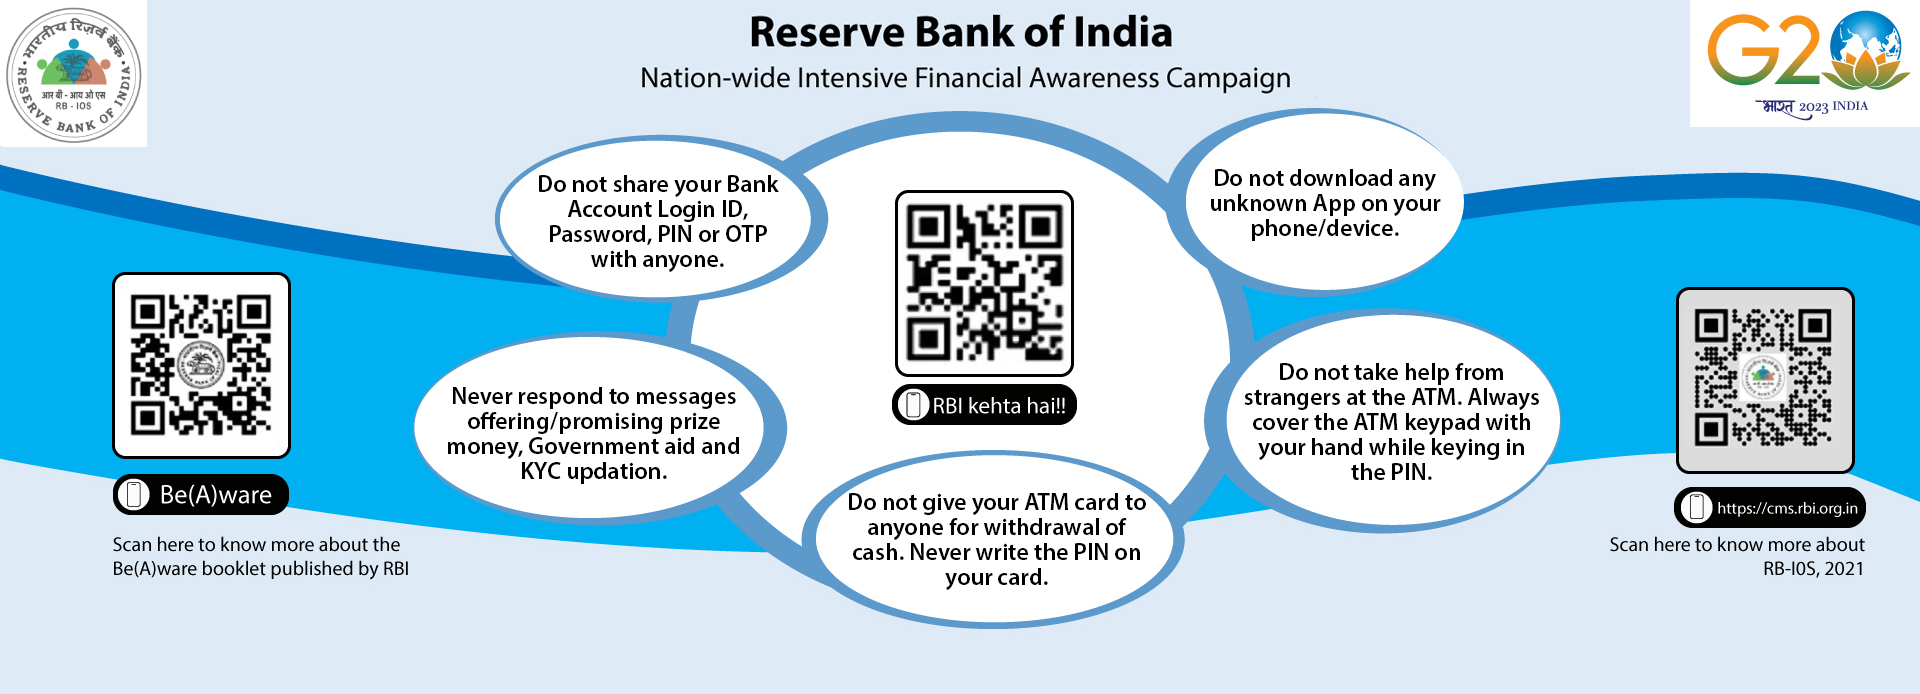 Reserve Bank of India
Nation-wide Intensive Financial Awareness Campaign
भारतीय रिज़र्व बैंक
आर बी - आय ओ एस
RB - IOS
RESERVE BANK OF INDIA
G20
भारत 2023 INDIA
Do not share your Bank
Account Login ID,
Password, PIN or OTP
with anyone.
Do not download any
unknown App on your
phone/device.
Never respond to messages
offering/promising prize
money, Government aid and
KYC updation.
RBI kehta hai!!
Do not take help from
strangers at the ATM. Always
cover the ATM keypad with
your hand while keying in
the PIN.
Do not give your ATM card to
anyone for withdrawal of
cash. Never write the PIN on
your card.
Be(A)ware
Scan here to know more about the
Be(A)ware booklet published by RBI
https://cms.rbi.org.in
Scan here to know more about
RB-I0S, 2021